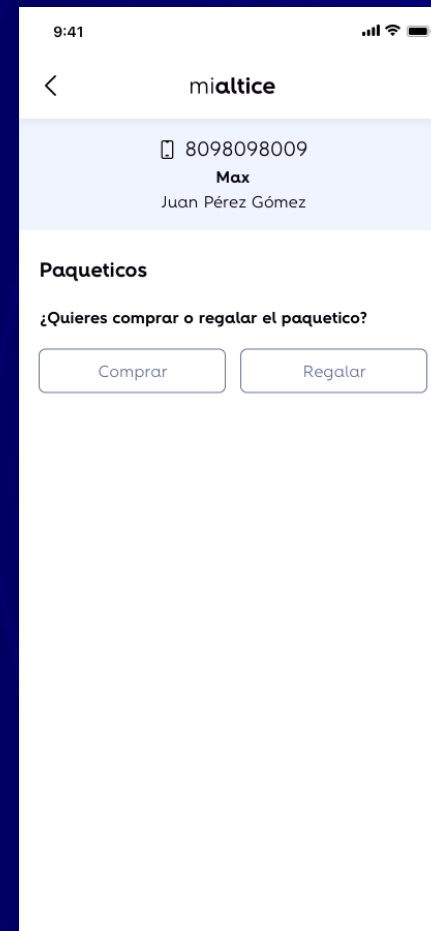 9:41
mialtice
8098098009
Max
Juan Pérez Gómez
Paqueticos
¿Quieres comprar o regalar el paquetico?
Comprar
Regalar